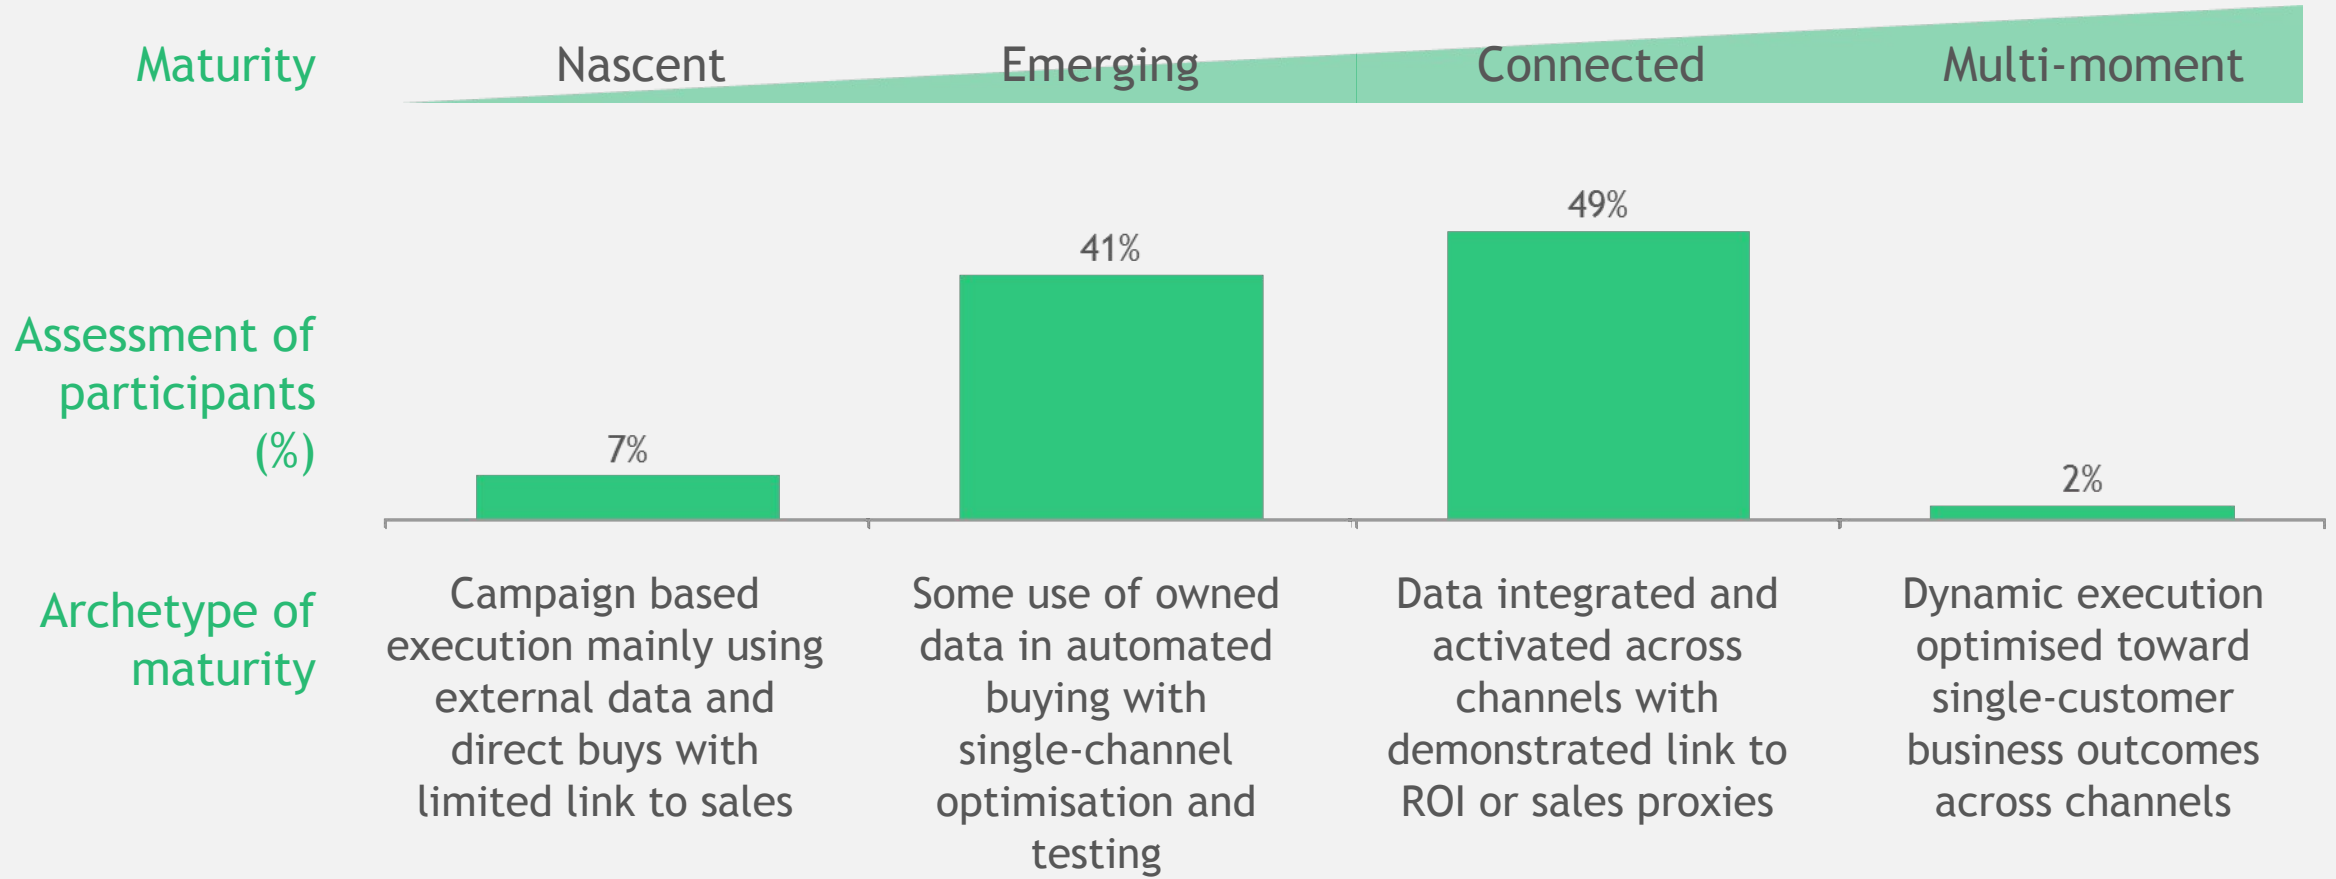 Maturity
Nascent
Emerging
Connected
Multi-moment
Assessment of
participants
(%)
7%
41%
49%
2%
Archetype of
maturity
Campaign based
execution mainly using
external data and
direct buys with
limited link to sales
Some use of owned
data in automated
buying with
single-channel
optimisation and
testing
Data integrated and
activated across
channels with
demonstrated link to
ROI or sales proxies
Dynamic execution
optimised toward
single-customer
business outcomes
across channels